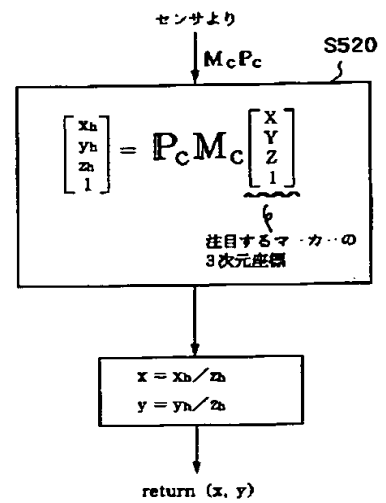 センサより
McPc
S520
[xh yh zh 1] = PcMc [X Y Z 1]
注目するマーカーの
3次元座標
x = xh／zh
y = yh／zh
return (x, y)